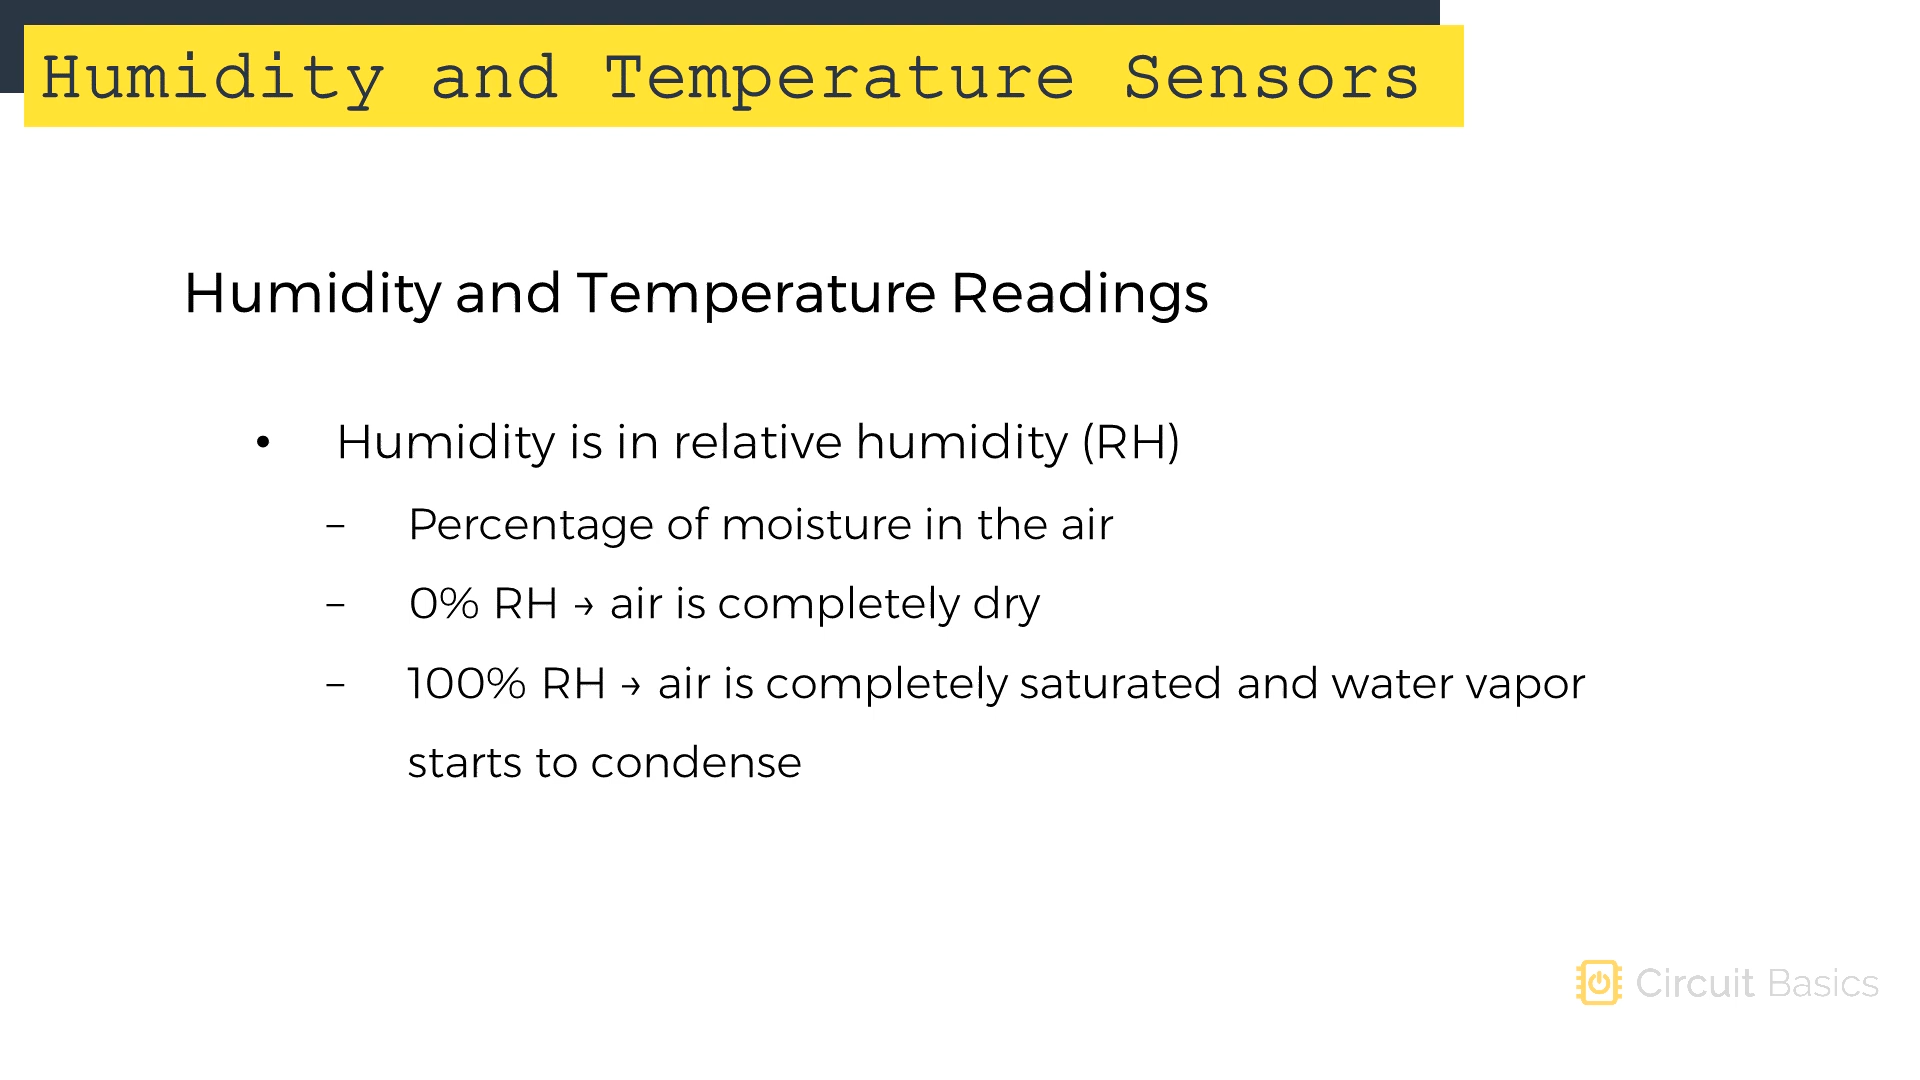 Humidity and Temperature Sensors
Humidity and Temperature Readings
• Humidity is in relative humidity (RH)
– Percentage of moisture in the air
– 0% RH → air is completely dry
– 100% RH → air is completely saturated and water vapor
starts to condense
Circuit Basics